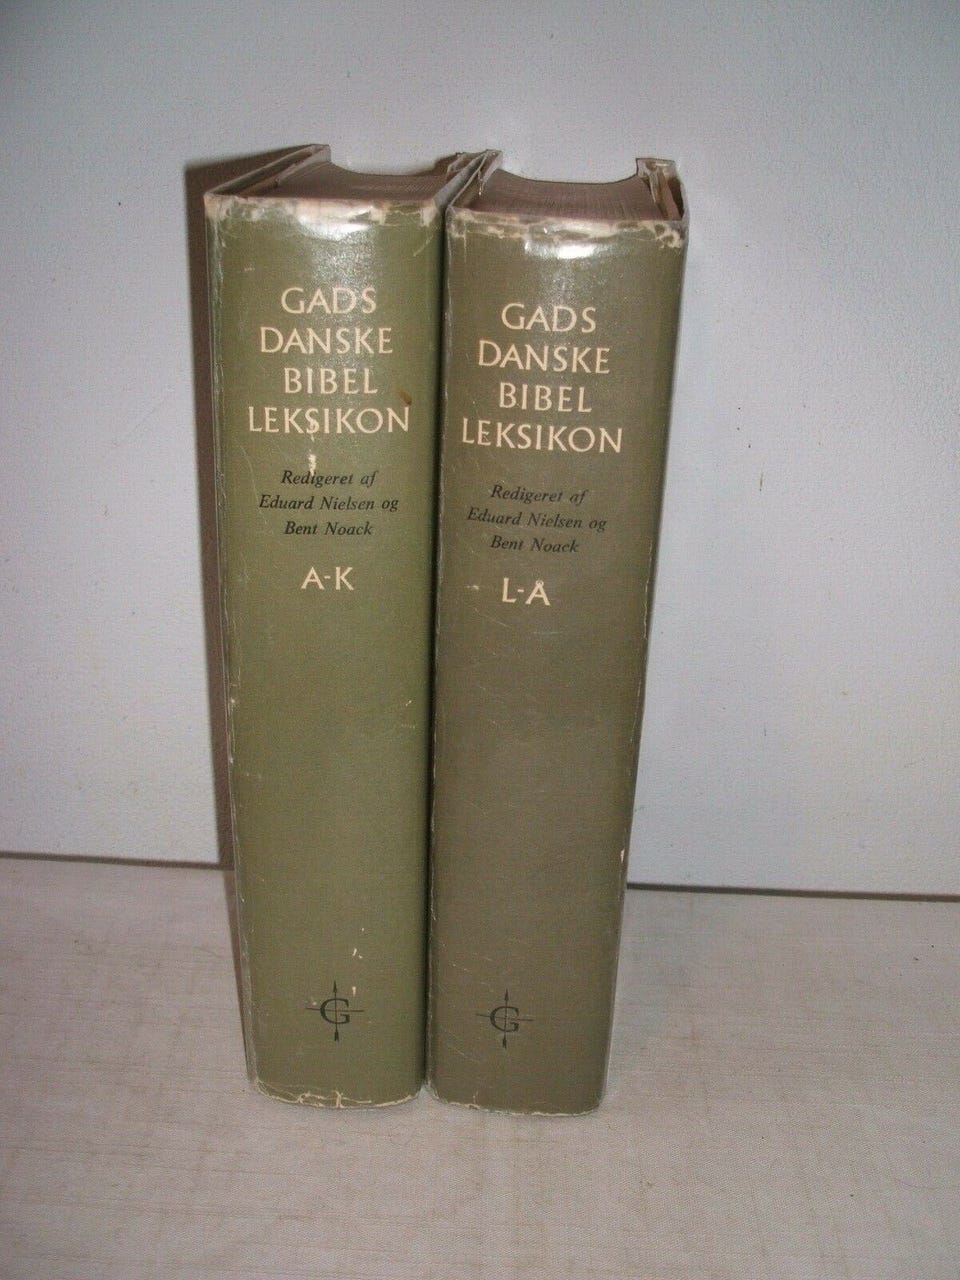 GADS
DANSKE
BIBEL
LEKSIKON
Redigeret af
Eduard Nielsen og
Bent Noack
A-K
G
GADS
DANSKE
BIBEL
LEKSIKON
Redigeret af
Eduard Nielsen og
Bent Noack
L-Å
G